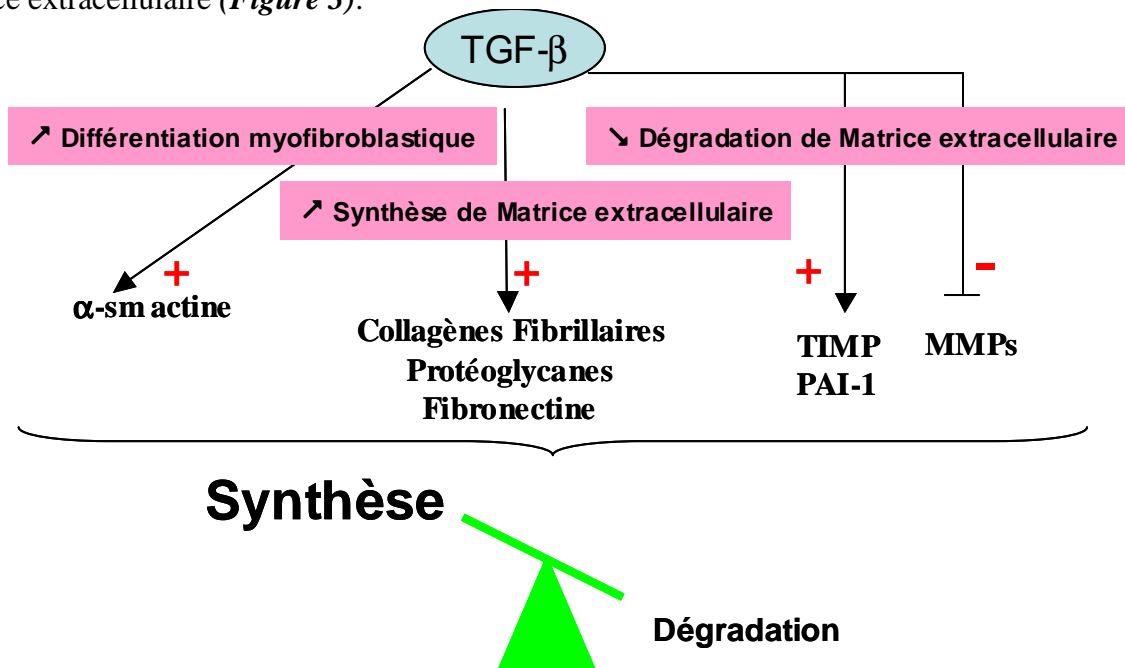 ce extracellulaire (Figure 5).
TGF-β
↗ Différentiation myofibroblastique
↘ Dégradation de Matrice extracellulaire
↗ Synthèse de Matrice extracellulaire
+
+
+
-
α-sm actine
Collagènes Fibrillaires
Protéoglycanes
Fibronectine
TIMP
PAI-1
MMPs
Synthèse
Dégradation